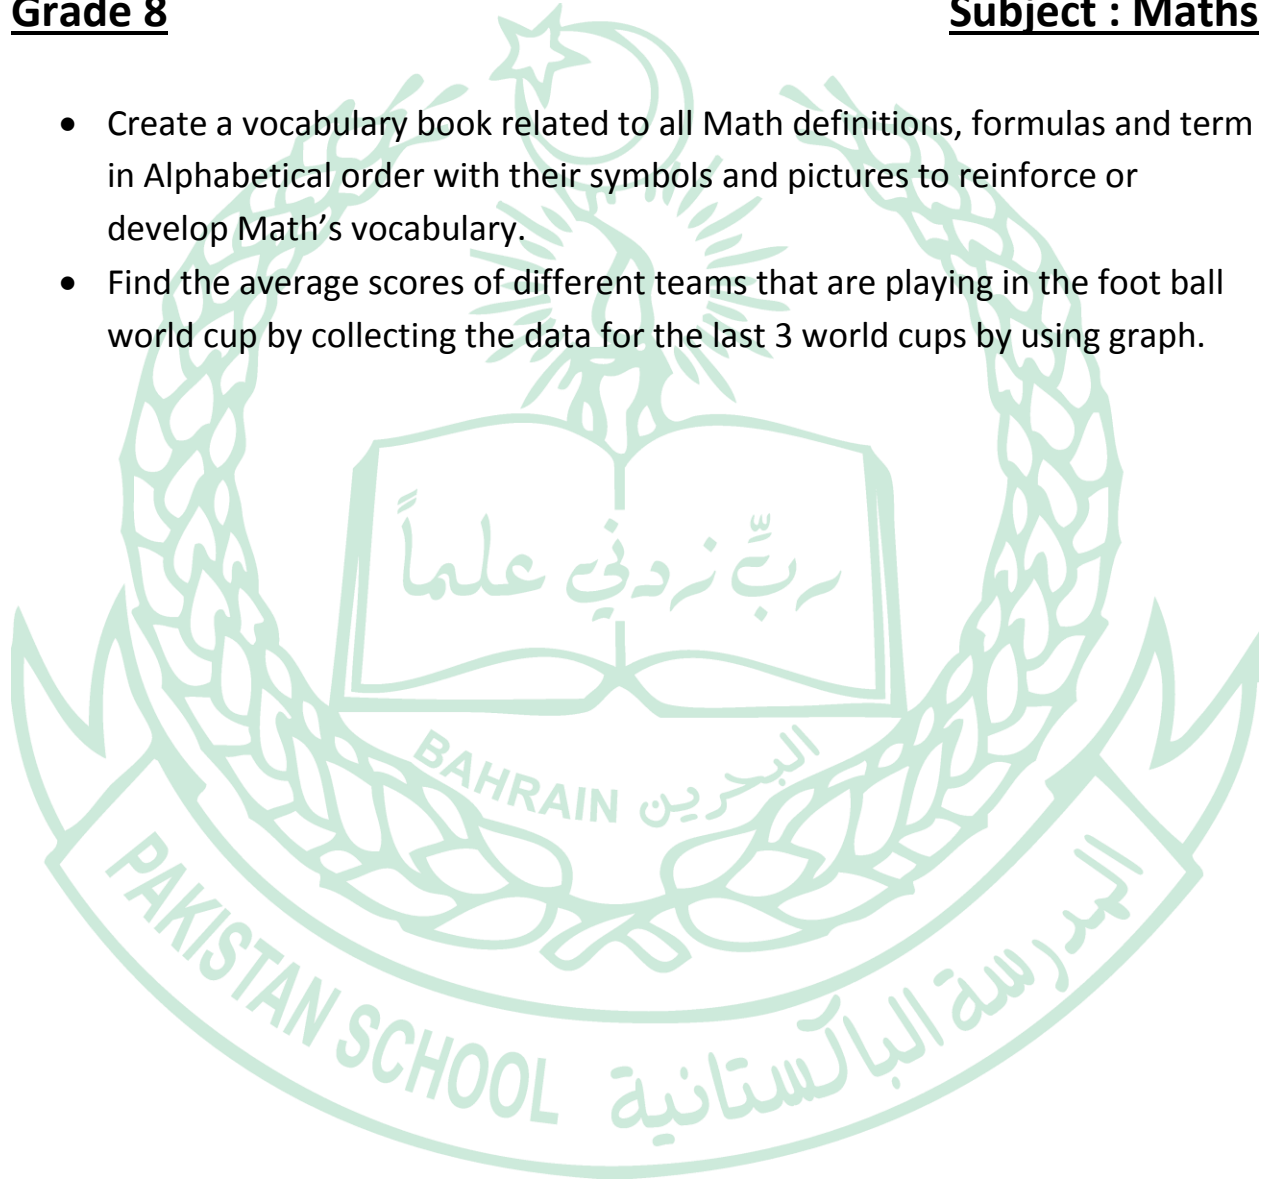 Grade 8 Subject : Maths
• Create a vocabulary book related to all Math definitions, formulas and term
in Alphabetical order with their symbols and pictures to reinforce or
develop Math’s vocabulary.
• Find the average scores of different teams that are playing in the foot ball
world cup by collecting the data for the last 3 world cups by using graph.
ربِّ زدني علماً
BAHRAIN البحرين
PAKISTAN SCHOOL المدرسة الباكستانية